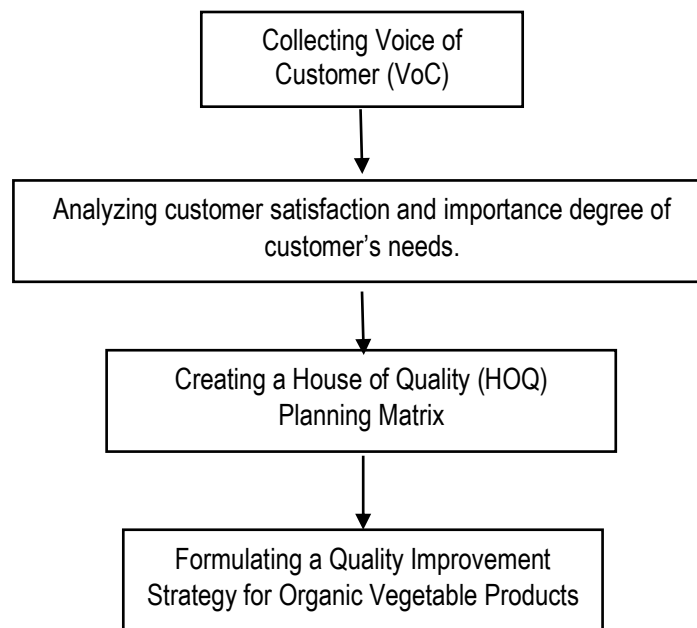 Collecting Voice of
Customer (VoC)
Analyzing customer satisfaction and importance degree of
customer’s needs.
Creating a House of Quality (HOQ)
Planning Matrix
Formulating a Quality Improvement
Strategy for Organic Vegetable Products